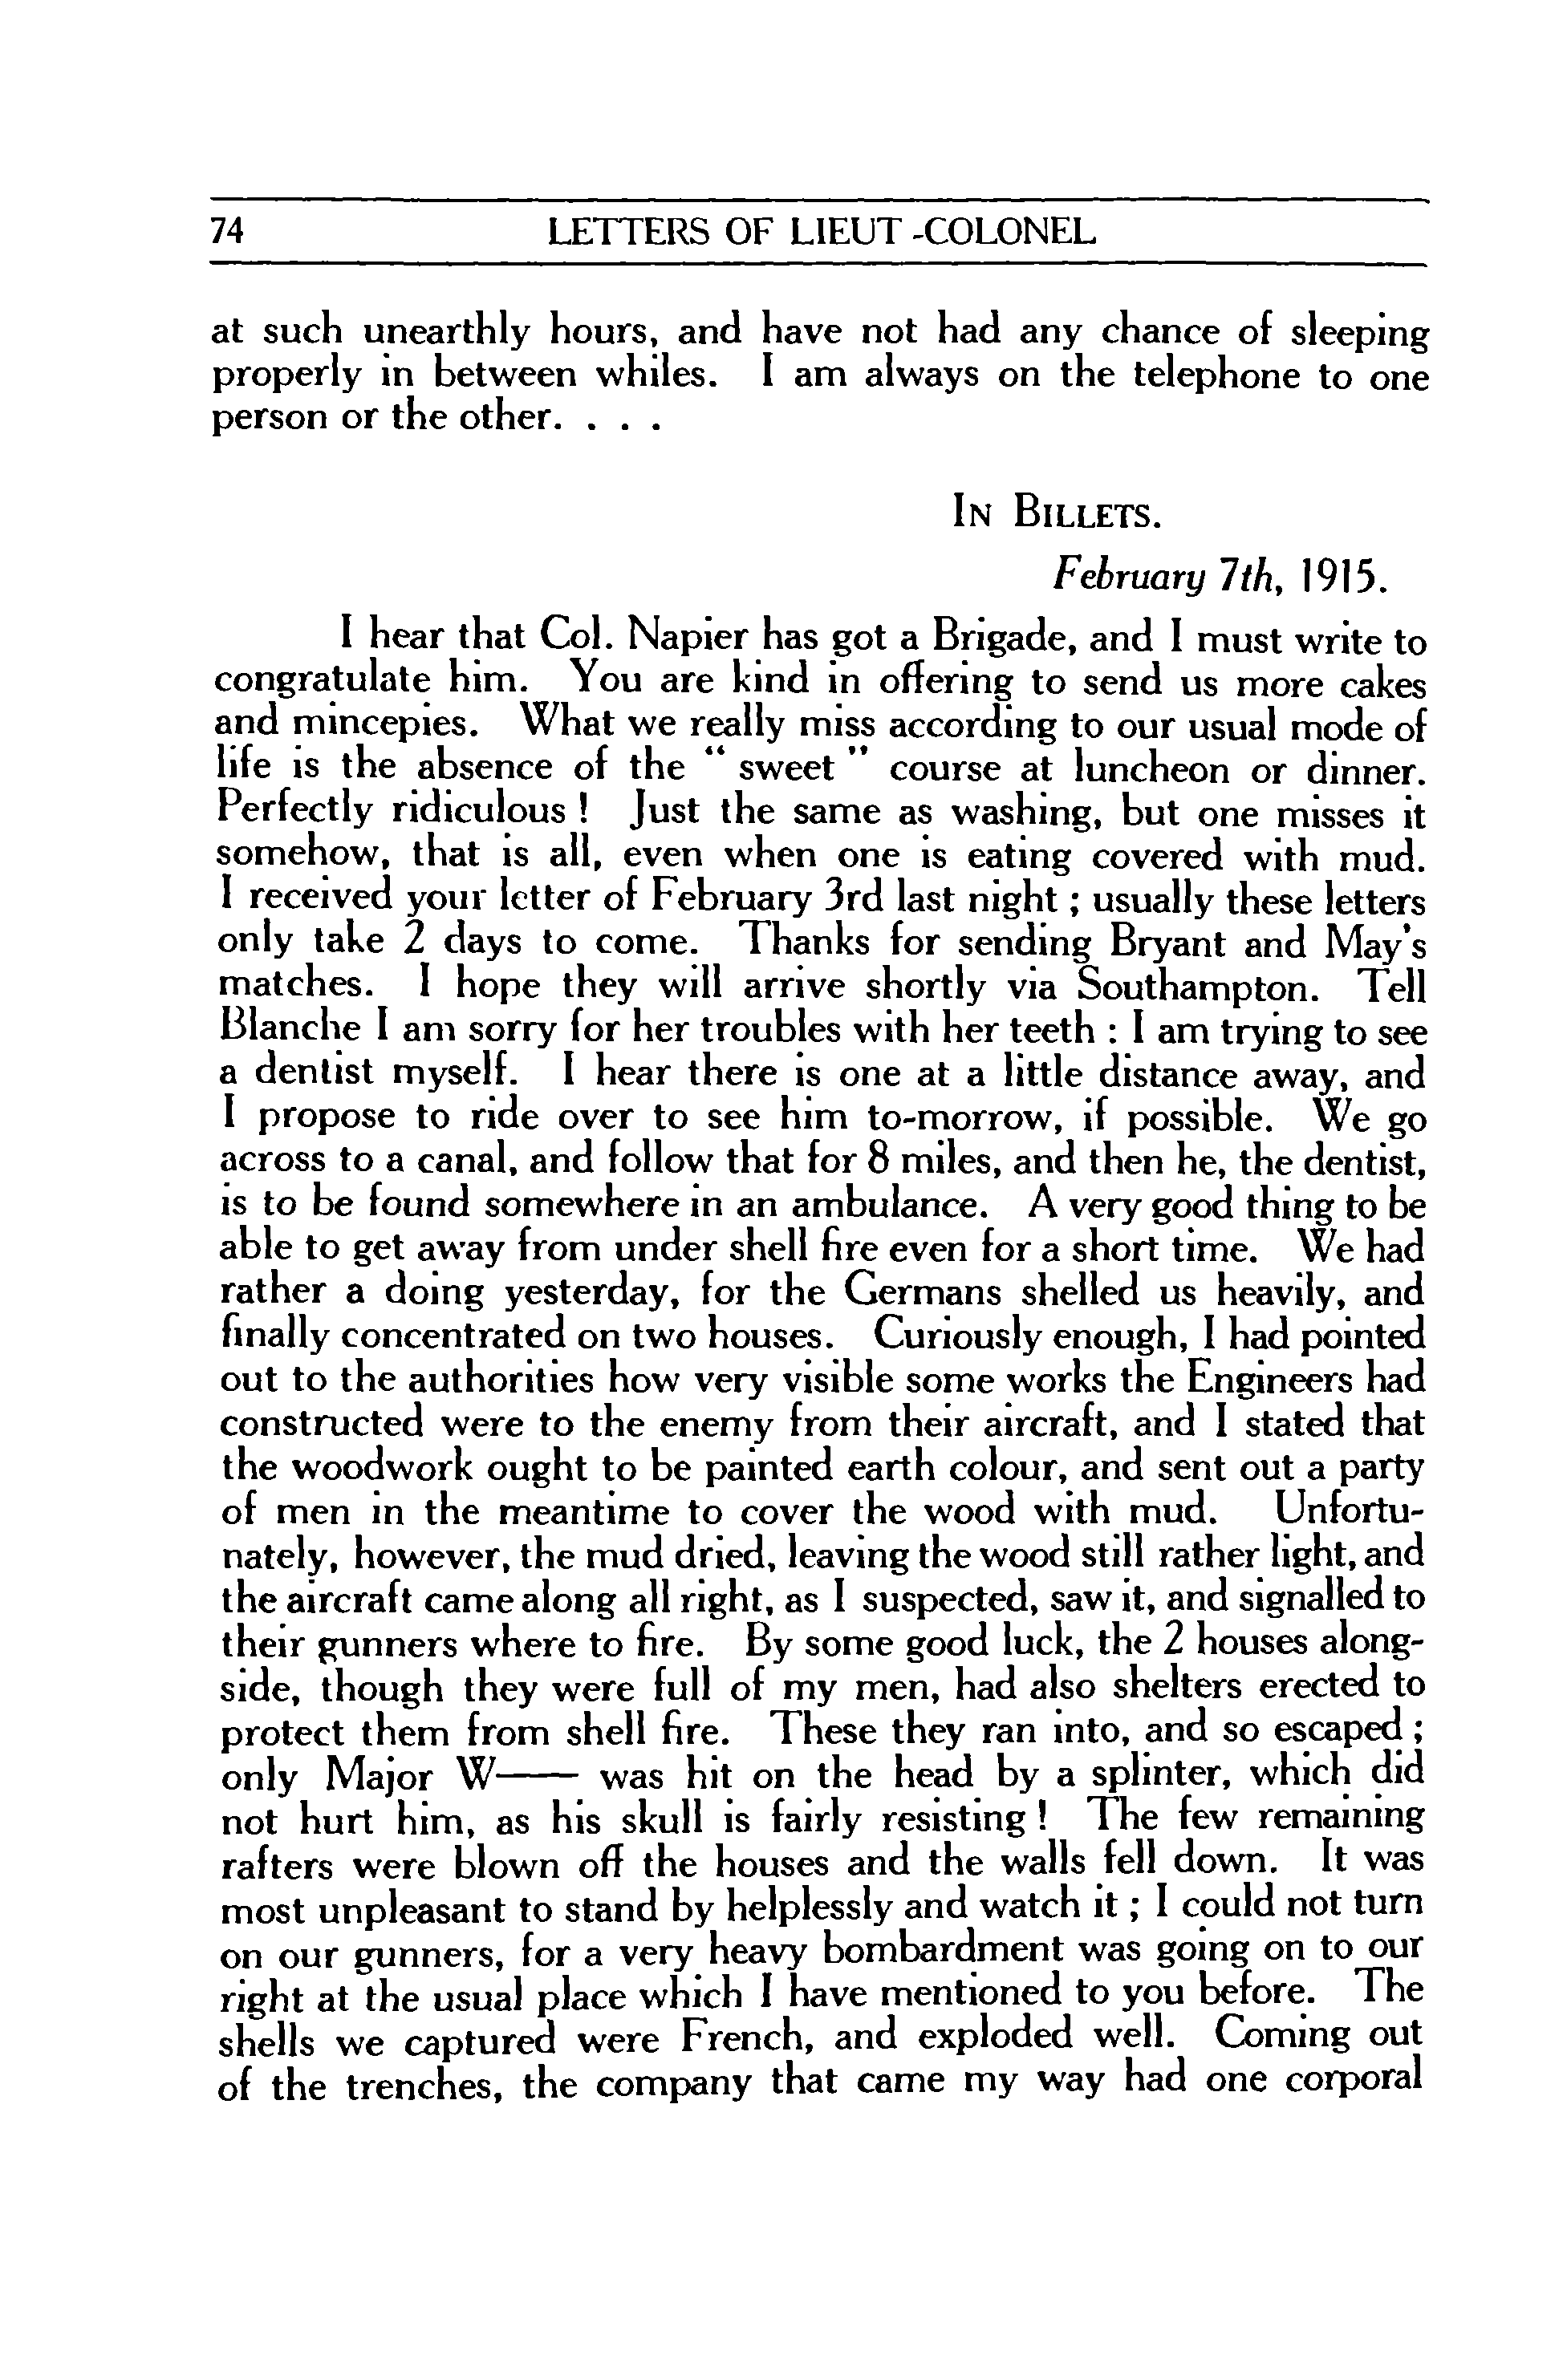 74 LETTERS OF LIEUT -COLONEL
at such unearthly hours, and have not had any chance of sleeping
properly in between whiles. I am always on the telephone to one
person or the other. . . .
In Billets.
February 7th, 1915.
I hear that Col. Napier has got a Brigade, and I must write to
congratulate him. You are kind in offering to send us more cakes
and mincepies. What we really miss according to our usual mode of
life is the absence of the “ sweet ” course at luncheon or dinner.
Perfectly ridiculous ! Just the same as washing, but one misses it
somehow, that is all, even when one is eating covered with mud.
I received your letter of February 3rd last night ; usually these letters
only take 2 days to come. Thanks for sending Bryant and May's
matches. I hope they will arrive shortly via Southampton. Tell
Blanche I am sorry for her troubles with her teeth : I am trying to see
a dentist myself. I hear there is one at a little distance away, and
I propose to ride over to see him to-morrow, if possible. We go
across to a canal, and follow that for 8 miles, and then he, the dentist,
is to be found somewhere in an ambulance. A very good thing to be
able to get away from under shell fire even for a short time. We had
rather a doing yesterday, for the Germans shelled us heavily, and
finally concentrated on two houses. Curiously enough, I had pointed
out to the authorities how very visible some works the Engineers had
constructed were to the enemy from their aircraft, and I stated that
the woodwork ought to be painted earth colour, and sent out a party
of men in the meantime to cover the wood with mud. Unfortu-
nately, however, the mud dried, leaving the wood still rather light, and
the aircraft came along all right, as I suspected, saw it, and signalled to
their gunners where to fire. By some good luck, the 2 houses along-
side, though they were full of my men, had also shelters erected to
protect them from shell fire. These they ran into, and so escaped ;
only Major W—— was hit on the head by a splinter, which did
not hurt him, as his skull is fairly resisting ! The few remaining
rafters were blown off the houses and the walls fell down. It was
most unpleasant to stand by helplessly and watch it ; I could not turn
on our gunners, for a very heavy bombardment was going on to our
right at the usual place which I have mentioned to you before. The
shells we captured were French, and exploded well. Coming out
of the trenches, the company that came my way had one corporal